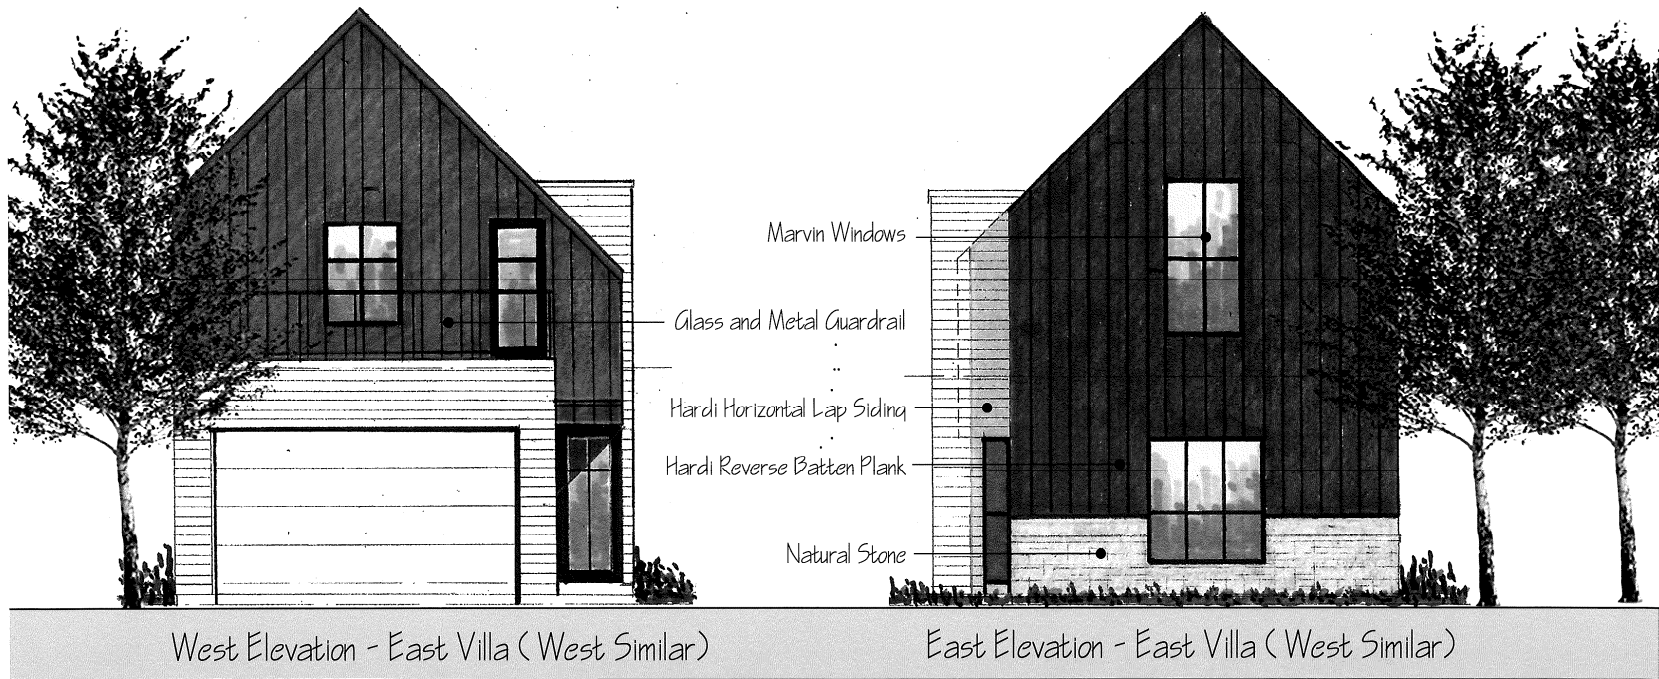 Marvin Windows
Glass and Metal Guardrail
Hardi Horizontal Lap Siding
Hardi Reverse Batten Plank
Natural Stone
West Elevation - East Villa ( West Similar)
East Elevation - East Villa ( West Similar)